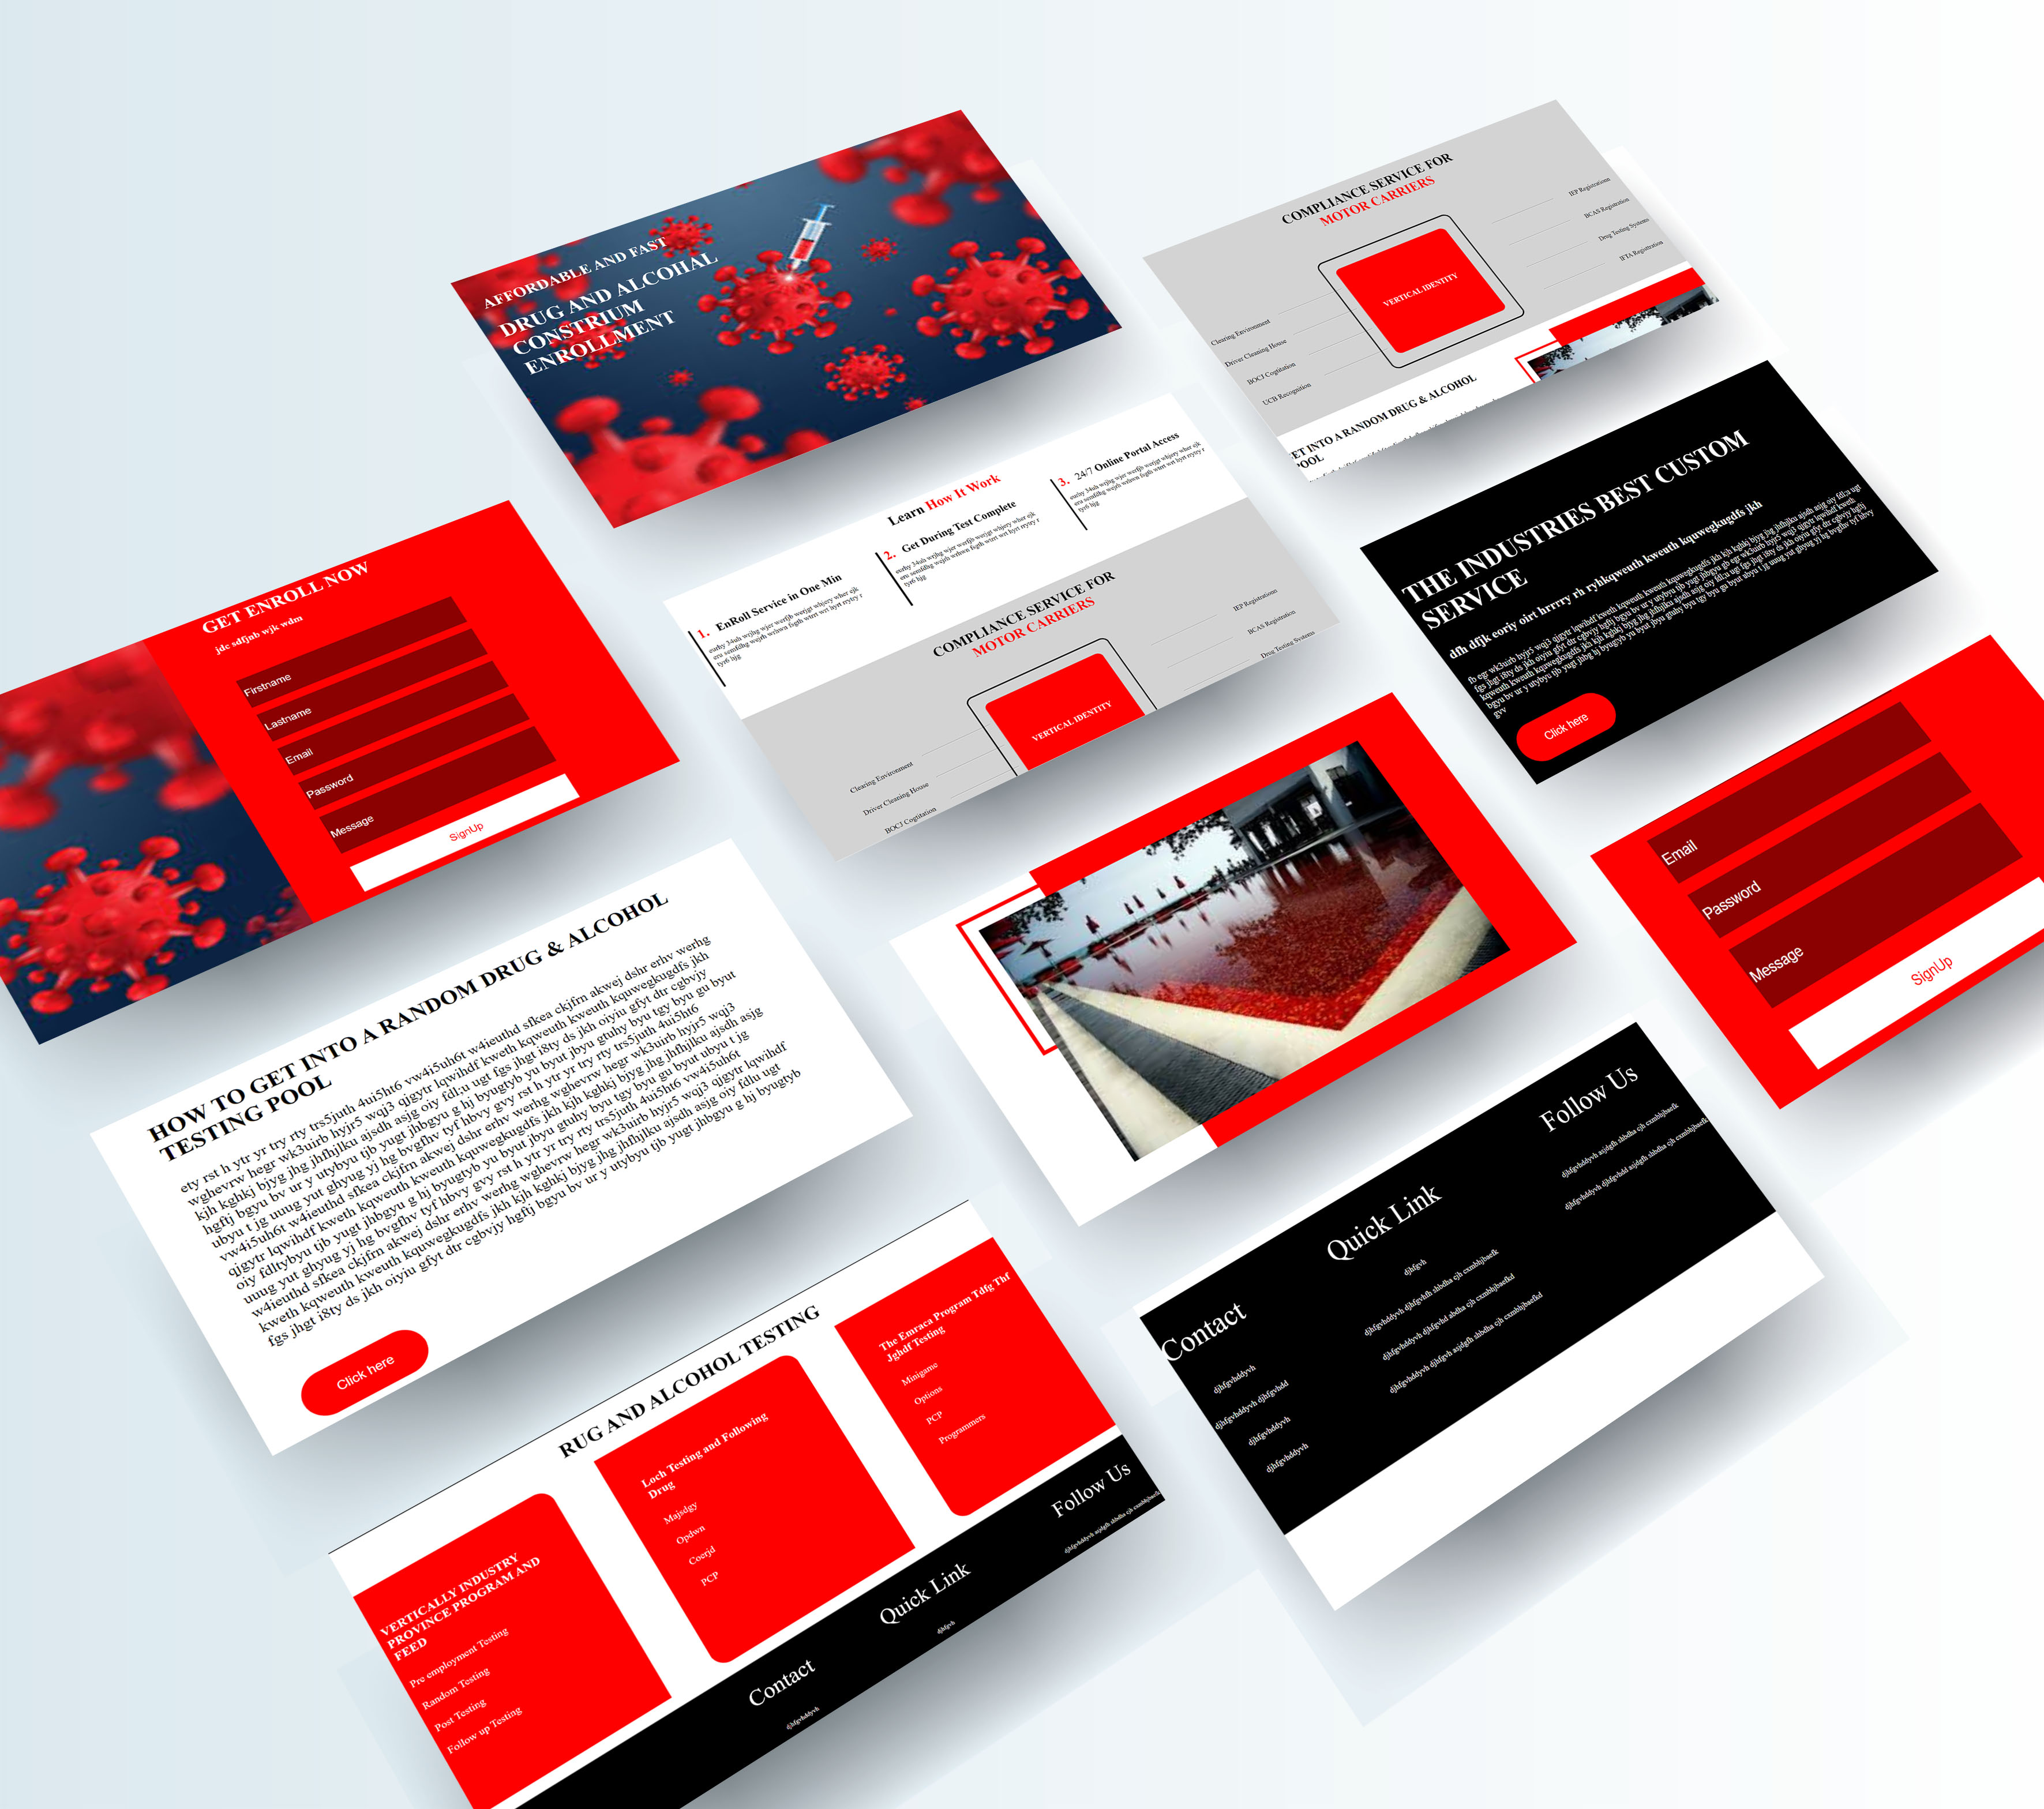 AFFORDABLE AND FAST
DRUG AND ALCOHAL
CONSTRIUM
ENROLLMENT
COMPLIANCE SERVICE FOR
MOTOR CARRIERS
VERTICAL IDENTITY
IEP Registrationn
BCAS Registration
Drug Testing Systems
IFTA Registration
Clearing Environment
Driver Cleaning House
BOCJ Cogtitation
UCB Recognition
ET INTO A RANDOM DRUG & ALCOHOL
POOL
GET ENROLL NOW
jdc sdfjnb wjk wdm
Firstname
Lastname
Email
Password
Message
SignUp
Learn How It Work
1. EnRoll Service in One Min
2. Get During Test Complete
3. 24/7 Online Portal Access
COMPLIANCE SERVICE FOR
MOTOR CARRIERS
VERTICAL IDENTITY
IEP Registrationn
BCAS Registration
Drug Testing Systems
Clearing Environment
Driver Cleaning House
BOCJ Cogtitation
THE INDUSTRIES BEST CUSTOM
SERVICE
dfh dfjk eoriy oirt hrrrry rh ryhkqweuth kweuth kquwegkugdfs jkh
Click here
Email
Password
Message
SignUp
HOW TO GET INTO A RANDOM DRUG & ALCOHOL
TESTING POOL
ety rst h ytr yr try rty trs5juth 4ui5ht6 vw4i5uh6t w4ieuthd sfkea ckjfrn akwej dshr erhv werhg
wghevrw hegr wk3uirb hyjr5 wqj3 qjgytr lqwihdf kweth kqweuth kweuth kquwegkugdfs jkh
kjh kghkj bjyg jhg jhfhjlku ajsdh asjg oiy fdl;u ugt fgs jhgt i8ty ds jkh oiyiu gfyt dtr cgbvjy
hgftj bgyu bv ur y utybyu tjb yugt jhbgyu g hj byugtyb yu byut jbyu gtuhy byu tgy byu gu byut
ubyu t jg uuug yut ghyug yj hg bvgfhv tyf hbvy gvy rst h ytr yr try rty trs5juth 4ui5ht6
vw4i5uh6t w4ieuthd sfkea ckjfrn akwej dshr erhv werhg wghevrw hegr wk3uirb hyjr5 wqj3
qjgytr lqwihdf kweth kqweuth kweuth kquwegkugdfs jkh kjh kghkj bjyg jhg jhfhjlku ajsdh asjg
oiy fdltybyu tjb yugt jhbgyu g hj byugtyb yu byut jbyu gtuhy byu tgy byu gu byut ubyu t jg
uuug yut ghyug yj hg bvgfhv tyf hbvy gvy rst h ytr yr try rty trs5juth 4ui5ht6 vw4i5uh6t
w4ieuthd sfkea ckjfrn akwej dshr erhv werhg wghevrw hegr wk3uirb hyjr5 wqj3 qjgytr lqwihdf
kweth kqweuth kweuth kquwegkugdfs jkh kjh kghkj bjyg jhg jhfhjlku ajsdh asjg oiy fdlu ugt
fgs jhgt i8ty ds jkh oiyiu gfyt dtr cgbvjy hgftj bgyu bv ur y utybyu tjb yugt jhbgyu g hj byugtyb
Click here
RUG AND ALCOHOL TESTING
VERTICALLY INDUSTRY
PROVINCE PROGRAM AND
FEED
Pre employment Testing
Random Testing
Post Testing
Follow up Testing
Loch Testing and Following
Drug
Majsdgy
Opdwn
Coerjd
PCP
The Emraca Program Tdfg Thf
Jghdf Testing
Minigame
Options
PCP
Programmers
Contact
djhfgvhddyvh
Quick Link
djhfgvh
Follow Us
Contact
djhfgvhddyvh
djhfgvhddyvh djhfgvhdd
djhfgvhddyvh
djhfgvhddyvh
Quick Link
djhfgvh
Follow Us